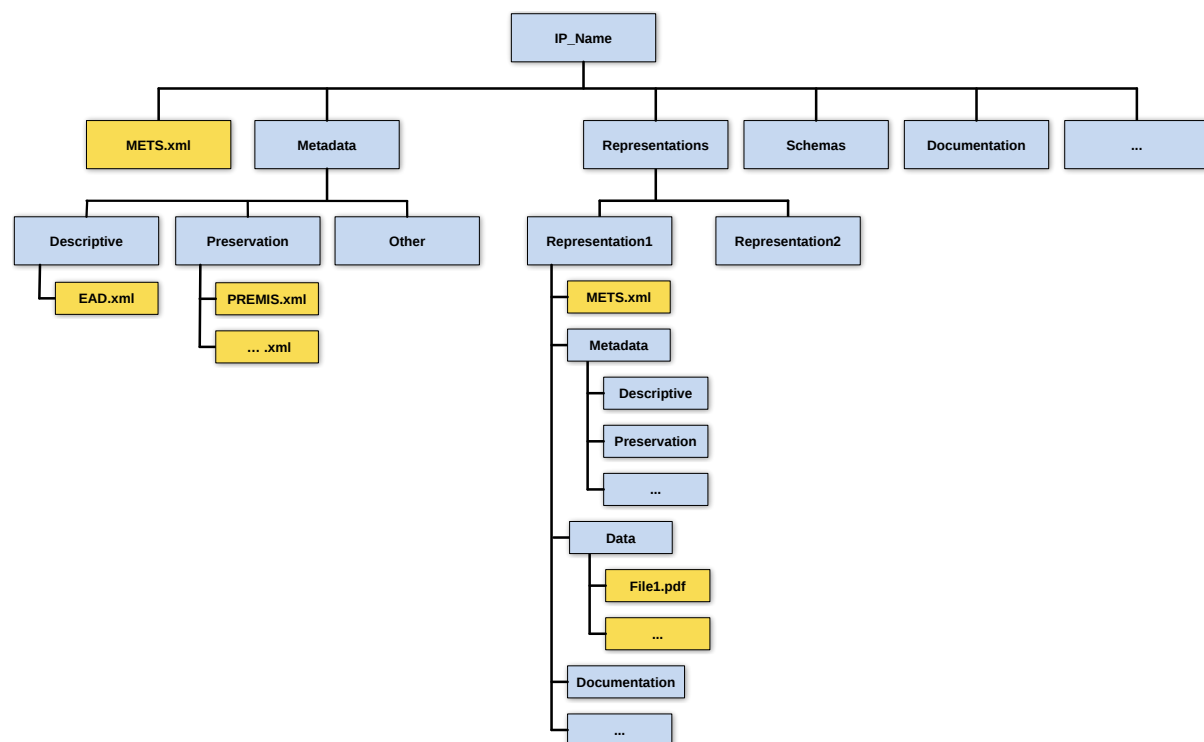 IP_Name
METS.xml
Metadata
Representations
Schemas
Documentation
...
Descriptive
Preservation
Other
Representation1
Representation2
EAD.xml
PREMIS.xml
... .xml
METS.xml
Metadata
Descriptive
Preservation
...
Data
File1.pdf
...
Documentation
...